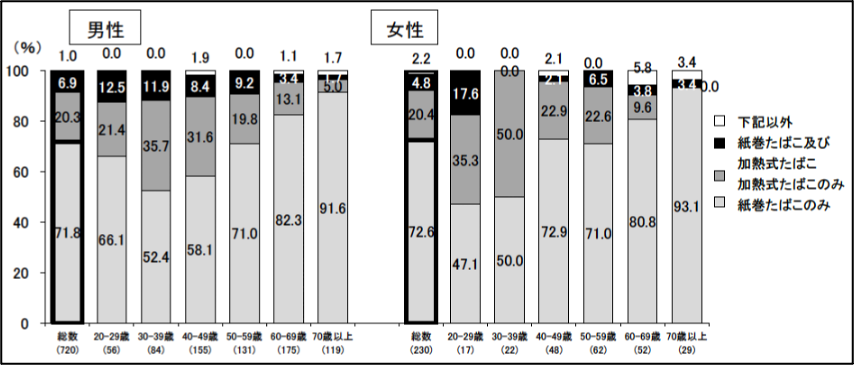 男性 女性
(%)
1.0 0.0 0.0 1.9 0.0 1.1 1.7 2.2 0.0 0.0 2.1 0.0 5.8 3.4
100 6.9 12.5 11.9 8.4 9.2 3.4 1.7 4.8 17.6 0.0 2.1 6.5 3.8 3.4 0.0
80 20.3 21.4 35.7 31.6 19.8 13.1 5.0 20.4 35.3 50.0 22.9 22.6 9.6
60
40 71.8 66.1 52.4 58.1 71.0 82.3 91.6 72.6 47.1 50.0 72.9 71.0 80.8 93.1
20
0
総数 20-29歳 30-39歳 40-49歳 50-59歳 60-69歳 70歳以上 総数 20-29歳 30-39歳 40-49歳 50-59歳 60-69歳 70歳以上
(720) (56) (84) (155) (131) (175) (119) (230) (17) (22) (48) (62) (52) (29)
下記以外
紙巻たばこ及び
加熱式たばこ
加熱式たばこのみ
紙巻たばこのみ